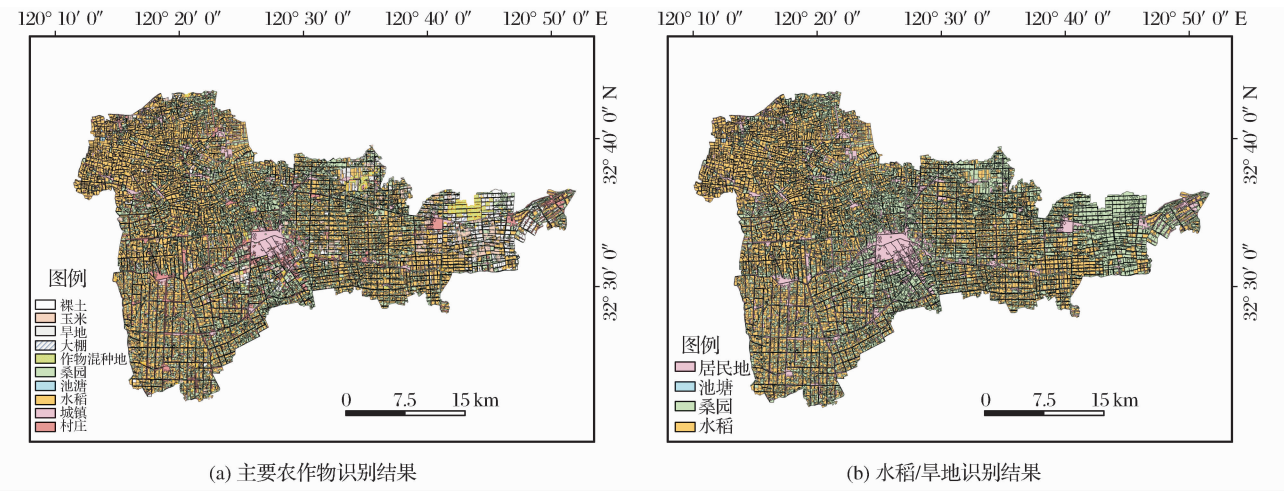 120° 10′ 0″ 120° 20′ 0″ 120° 30′ 0″ 120° 40′ 0″ 120° 50′ 0″ E
32° 40′ 0″ N
32° 30′ 0″
图例
裸土
玉米
旱地
大棚
作物混种地
桑园
池溏
水稻
城镇
村庄
0 7.5 15 km
(a) 主要农作物识别结果
120° 10′ 0″ 120° 20′ 0″ 120° 30′ 0″ 120° 40′ 0″ 120° 50′ 0″ E
32° 40′ 0″ N
32° 30′ 0″
图例
居民地
池塘
桑园
水稻
0 7.5 15 km
(b) 水稻/旱地识别结果